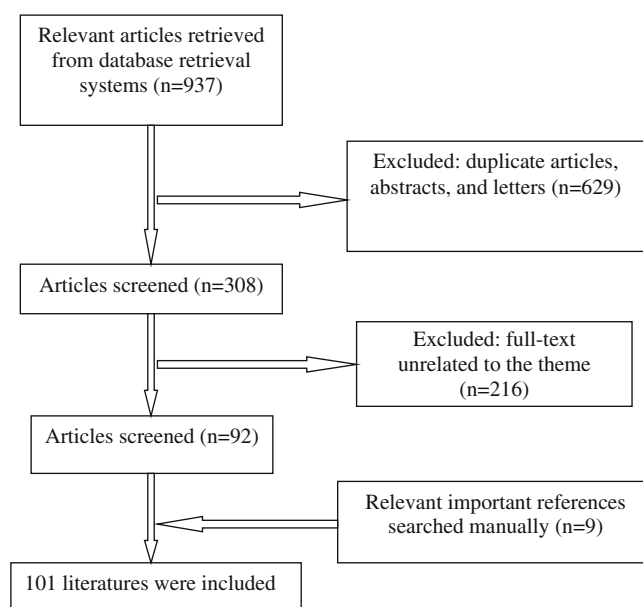 Relevant articles retrieved
from database retrieval
systems (n=937)
Excluded: duplicate articles,
abstracts, and letters (n=629)
Articles screened (n=308)
Excluded: full-text
unrelated to the theme
(n=216)
Articles screened (n=92)
Relevant important references
searched manually (n=9)
101 literatures were included